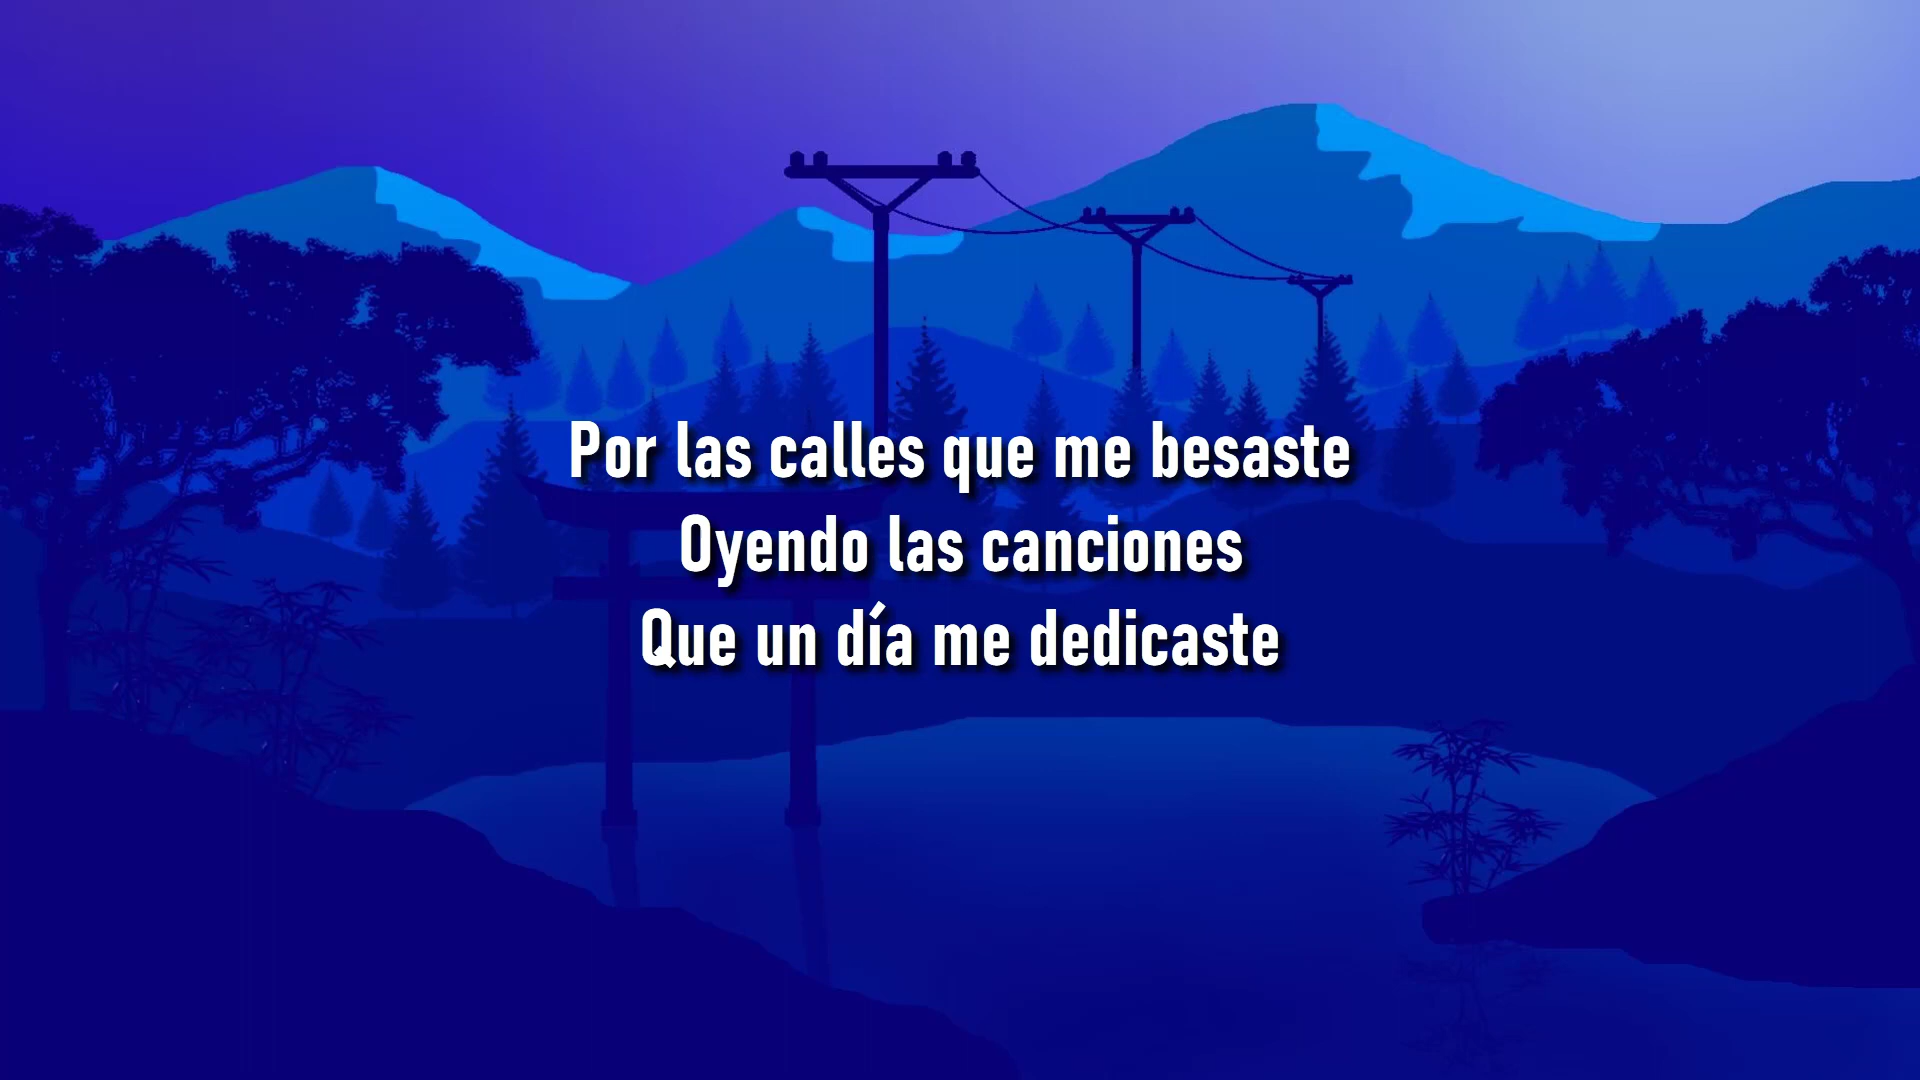 Por las calles que me besaste
Oyendo las canciones
Que un día me dedicaste